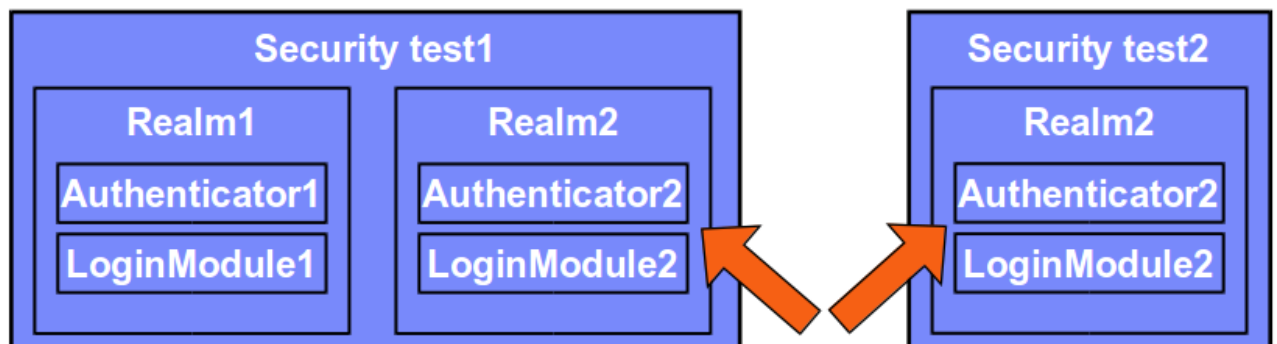 Security test1
Realm1
Authenticator1
LoginModule1
Realm2
Authenticator2
LoginModule2
Security test2
Realm2
Authenticator2
LoginModule2